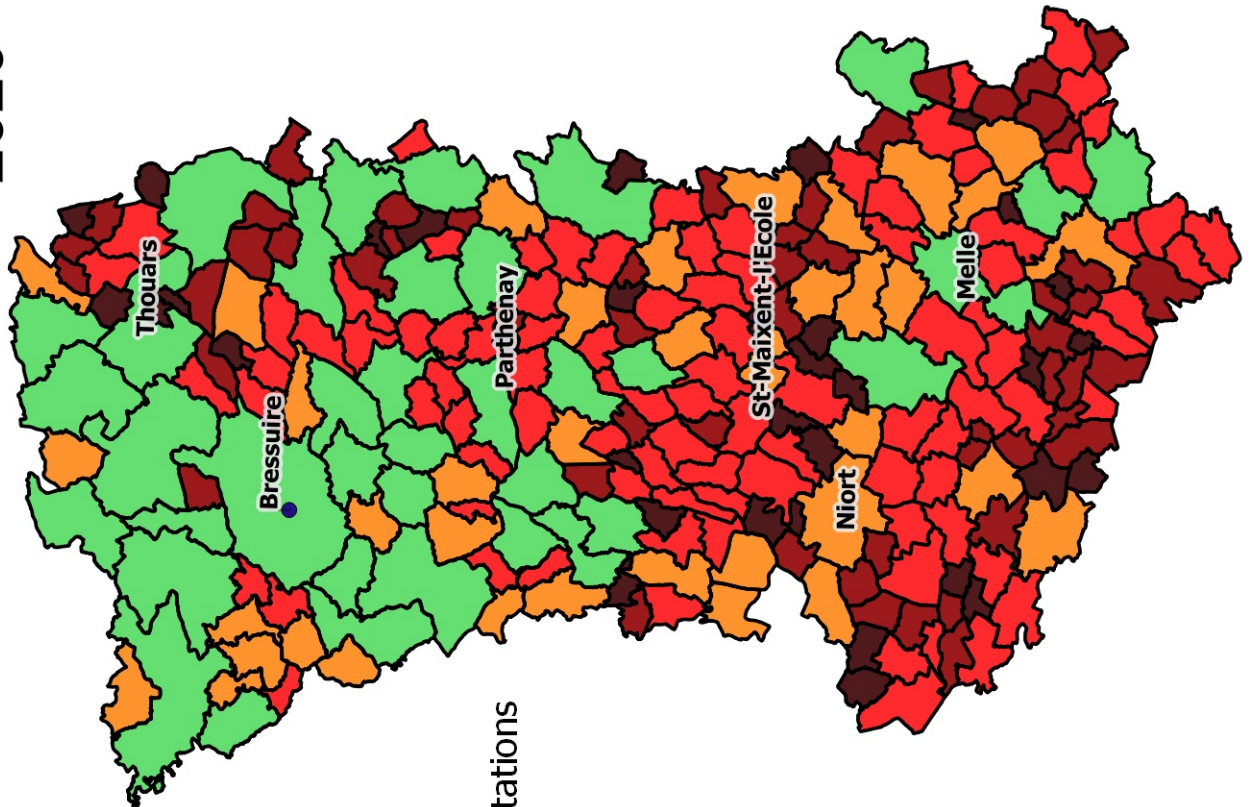 Thouars
Bressuire
tations
Parthenay
St-Maixent-l'Ecole
Niort
Melle